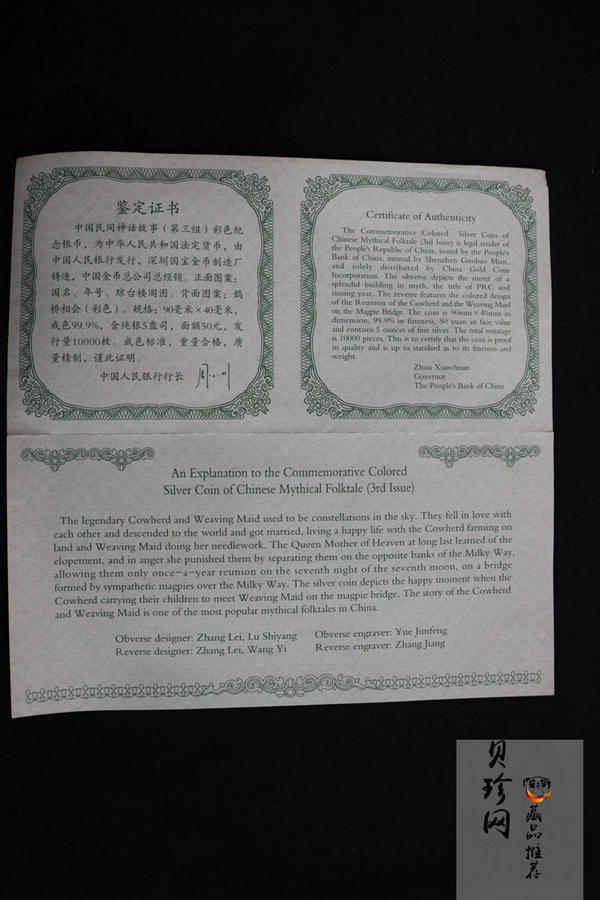 鉴定证书
中国民间神话故事（第三组）彩色纪
念银币，为中华人民共和国法定货币，由
中国人民银行发行，深圳国宝金币制造厂
铸造，中国金币总公司总经销。正面图案：
国名、年号、琼台楼阁图。背面图案：鹊
桥相会（彩色）。规格：90毫米×40毫米，
成色99.9%，含纯银5盎司，面额50元，发
行量10000枚。成色标准，重量合格，质
量精制，谨此证明。
中国人民银行行长
Certificate of Authenticity
The Commemorative Colored Silver Coin of
Chinese Mythical Folktale (3rd Issue) is legal tender of
the People's Republic of China, issued by the People's
Bank of China, minted by Shenzhen Guobao Mint,
and solely distributed by China Gold Coin
Incorporation. The obverse depicts the motif of a
splendid building in myth, the title of PRC and
issuing year. The reverse features the colored design
of the Reunion of the Cowherd and the Weaving Maid
on the Magpie Bridge. The coin is 90mm×40mm in
dimension, 99.9% in fineness, 50 yuan in face value
and contains 5 ounces of fine silver. The total mintage
is 10000 pieces. This is to certify that the coin is proof
in quality and is up to standard as to its fineness and
weight.
Zhou Xiaochuan
Governor
The People's Bank of China
An Explanation to the Commemorative Colored
Silver Coin of Chinese Mythical Folktale (3rd Issue)
The legendary Cowherd and Weaving Maid used to be constellations in the sky. They fell in love with
each other and descended to the world and got married, living a happy life with the Cowherd farming on
land and Weaving Maid doing her needlework. The Queen Mother of Heaven at long last learned of the
elopement, and in anger she punished them by separating them on the opposite banks of the Milky Way,
allowing them only once-a-year reunion on the seventh night of the seventh moon, on a bridge
formed by sympathetic magpies over the Milky Way. The silver coin depicts the happy moment when the
Cowherd carrying their children to meet Weaving Maid on the magpie bridge. The story of the Cowherd
and Weaving Maid is one of the most popular mythical folktales in China.
Obverse designer: Zhang Lei, Lu Shiyang
Obverse engraver: Yue Junfeng
Reverse designer: Zhang Lei, Wang Yi
Reverse engraver: Zhang Jiang
贝珍网
藏品推荐